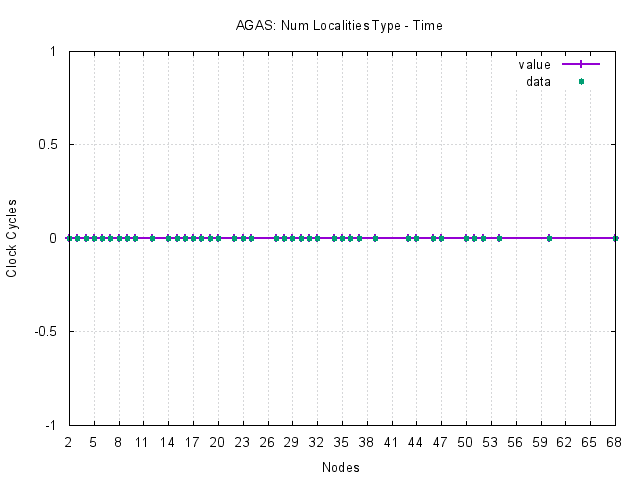 AGAS: Num Localities Type - Time
value
data
1
0.5
0
-0.5
-1
Clock Cycles
2 5 8 11 14 17 20 23 26 29 32 35 38 41 44 47 50 53 56 59 62 65 68
Nodes